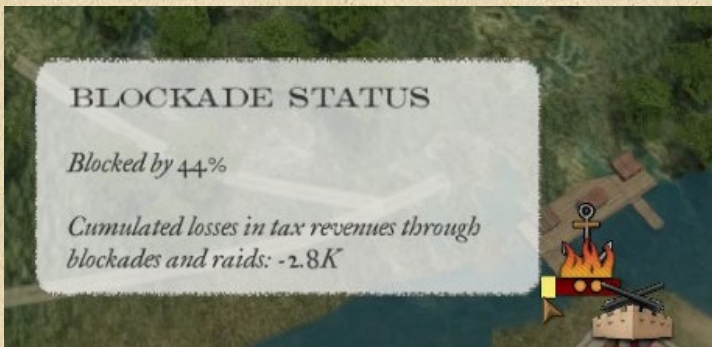 BLOCKADE STATUS
Blocked by 44%
Cumulated losses in tax revenues through
blockades and raids: -2.8K